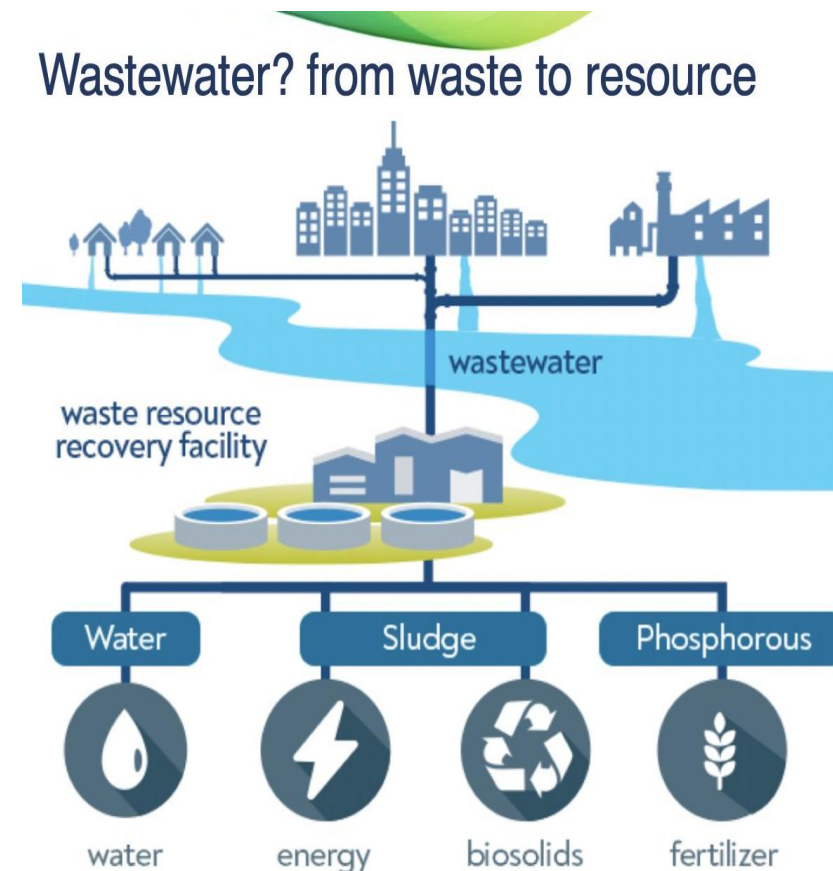 Wastewater? from waste to resource
wastewater
waste resource
recovery facility
Water
Sludge
Phosphorous
water
energy
biosolids
fertilizer